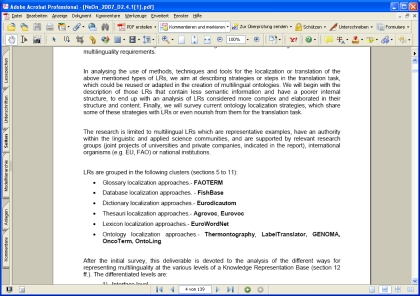 Adobe Acrobat Professional - [NeOn_2007_D2.4.1[1].pdf]
Datei Bearbeiten Anzeige Dokument Kommentare Werkzeuge Erweitert Fenster Hilfe
PDF erstellen Kommentieren und markieren Zur Überprüfung senden Schützen Unterschreiben Formulare
100%
multilinguality requirements.
In analysing the use of methods, techniques and tools for the localization or translation of the
above mentioned types of LRs, we aim at describing strategies or steps in the translation task,
which could be reused or adapted in the creation of multilingual ontologies. We will begin with the
description of those LRs that contain less semantic information and have a poorer internal
structure, to end up with an analysis of LRs considered more complex and elaborated in their
structure and content. Finally, we will survey current ontology localization strategies, which share
some of these strategies with LRs or even nourish from them for the translation task.
The research is limited to multilingual LRs which are representative examples, have an authority
within the linguistic and applied science communities, and are supported by relevant research
groups (joint projects of universities and private companies, indicated in the report), international
organisms (e.g. EU, FAO) or national institutions.
LRs are grouped in the following clusters (sections 5 to 11):
• Glossary localization approaches.- FAOTERM
• Database localization approaches. - FishBase
• Dictionary localization approaches.- Eurodicautom
• Thesauri localization approaches.- Agrovoc, Eurovoc
• Lexicon localization approaches.- EuroWordNet
• Ontology localization approaches.- Thermontography, LabelTranslator, GENOMA,
OncoTerm, OntoLing
After the initial survey, this deliverable is devoted to the analysis of the different ways for
representing multilinguality at the various levels of a Knowledge Representation Base (section 12
ff.). The differentiated levels are:
1) Interface level
Lesezeichen
Unterschriften
Seiten
Modellhierarchie
Anlagen
Kommentare
4 von 139